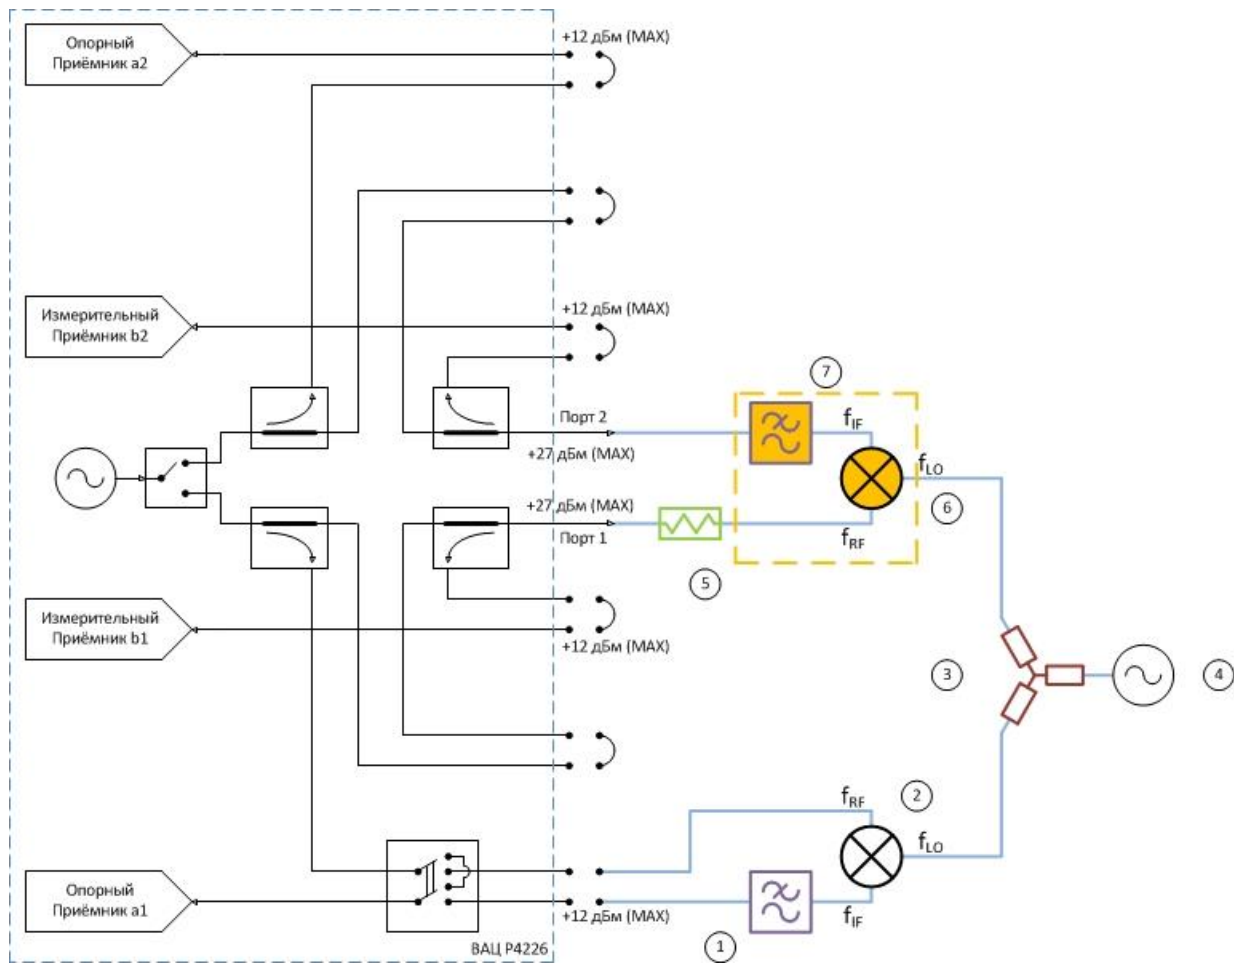 +12 дБм (MAX)
Опорный
Приёмник a2
+12 дБм (MAX)
Измерительный
Приёмник b2
7
Порт 2
f_IF
+27 дБм (MAX)
f_LO
6
+27 дБм (MAX)
Порт 1
f_RF
5
Измерительный
Приёмник b1
+12 дБм (MAX)
3
4
f_RF
2
f_LO
Опорный
Приёмник a1
+12 дБм (MAX)
f_IF
1
ВАЦ Р4226